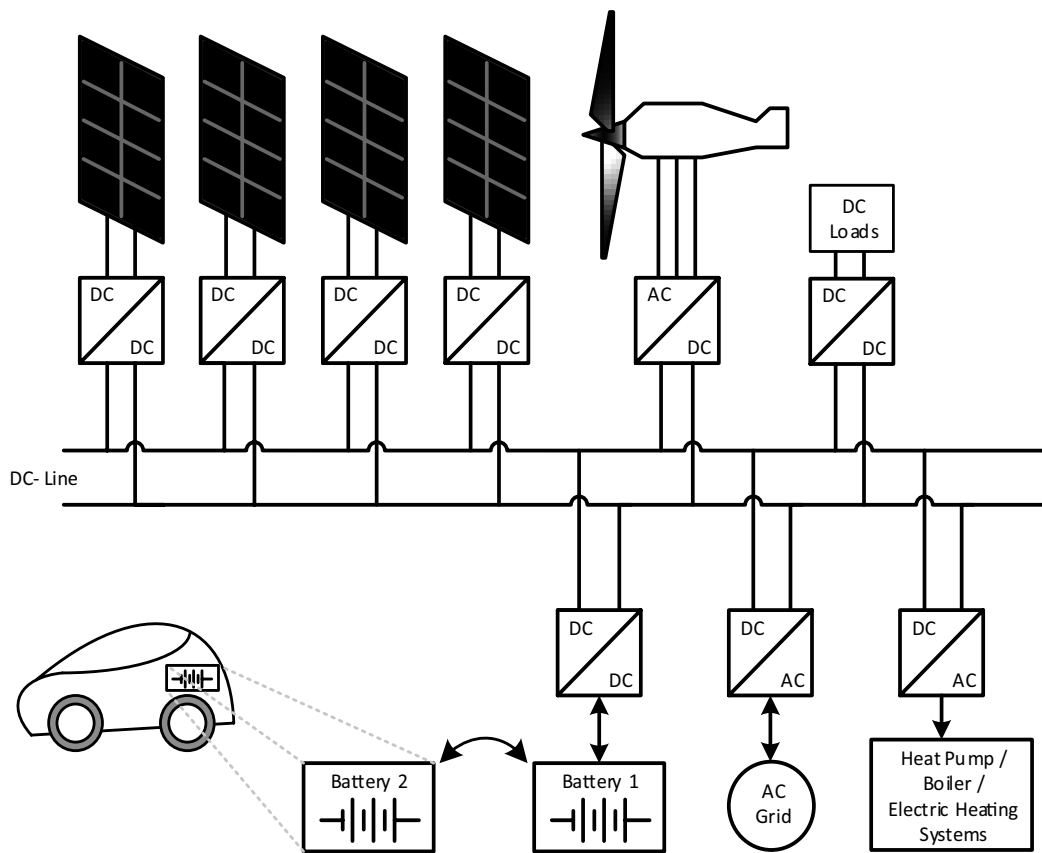 DC
Loads
DC
DC
DC
DC
DC
DC
DC
DC
AC
DC
DC
DC
DC- Line
DC
DC
DC
AC
DC
AC
Battery 2
Battery 1
AC
Grid
Heat Pump /
Boiler /
Electric Heating
Systems